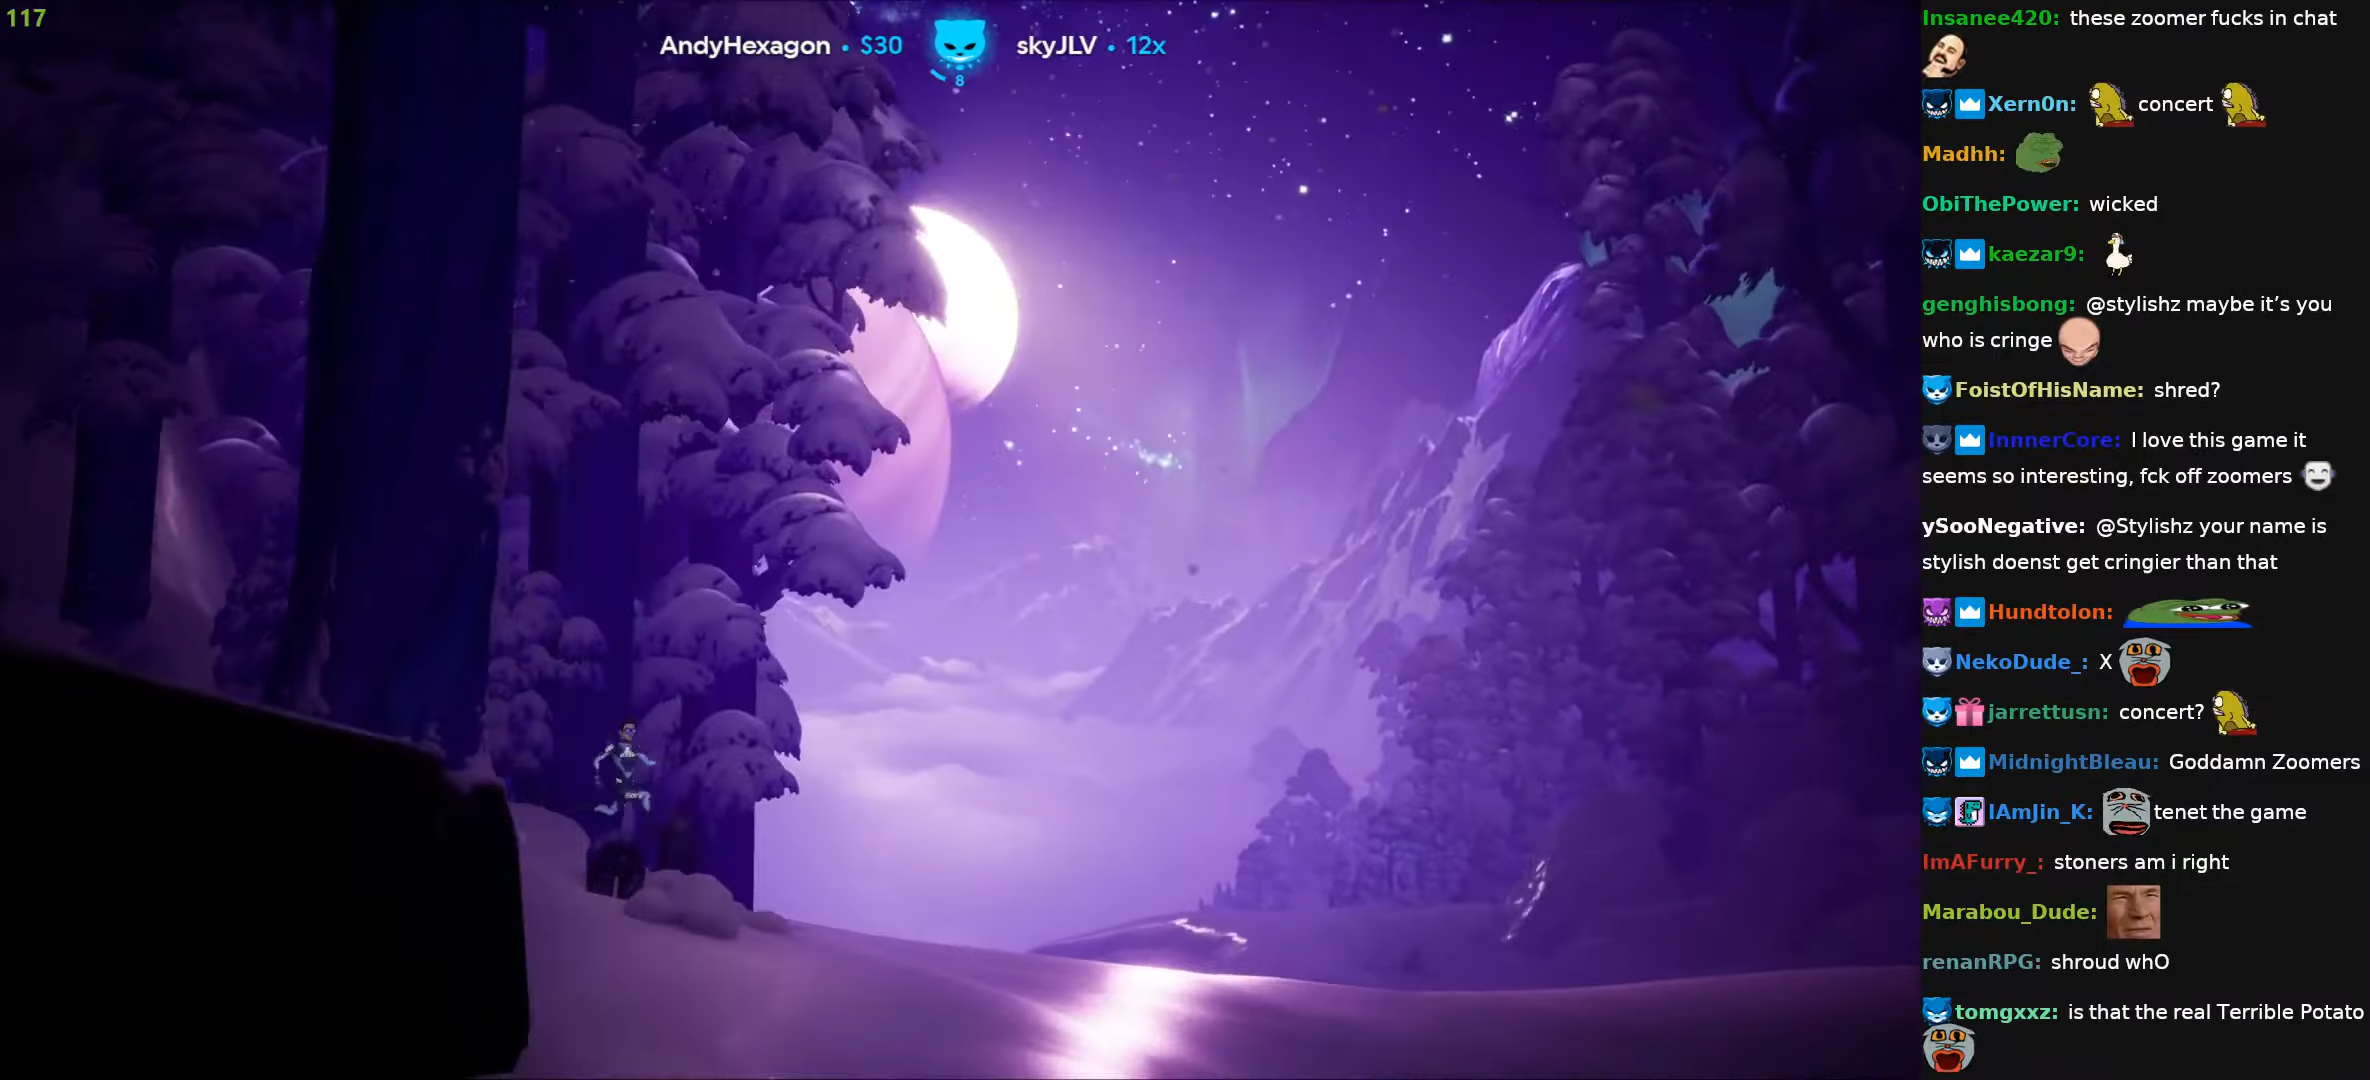 117
AndyHexagon • $30
8
skyJLV • 12x
Insanee420: these zoomer fucks in chat
Xern0n: concert
Madhh:
ObiThePower: wicked
kaezar9:
genghisbong: @stylishz maybe it’s you
who is cringe
FoistOfHisName: shred?
InnnerCore: I love this game it
seems so interesting, fck off zoomers
ySooNegative: @Stylishz your name is
stylish doenst get cringier than that
Hundtolon:
NekoDude_: X
jarrettusn: concert?
MidnightBleau: Goddamn Zoomers
IAmJin_K: tenet the game
ImAFurry_: stoners am i right
Marabou_Dude:
renanRPG: shroud whO
tomgxxz: is that the real Terrible Potato